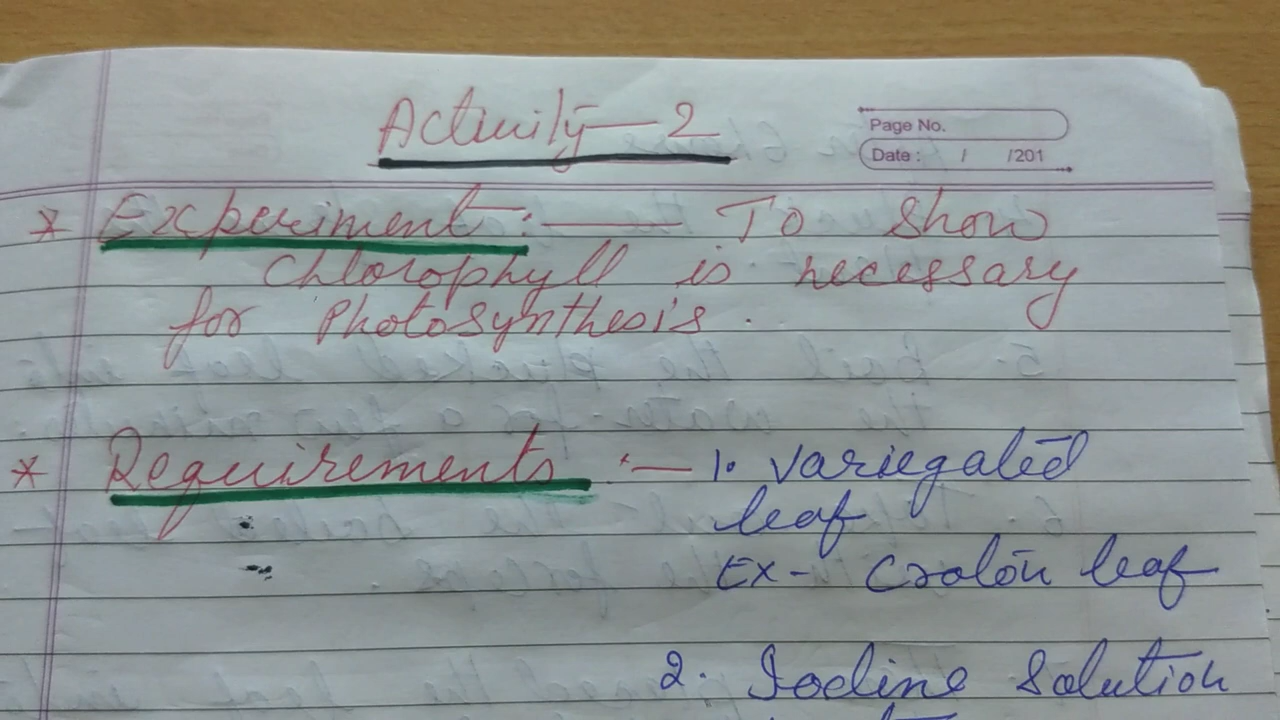 Activity-2
Page No.
Date : / /201
* Experiment :— To show
chlorophyll is necessary
for Photosynthesis.
* Requirements :— 1. variegated
leaf
Ex- Croton leaf
2. Iodine solution